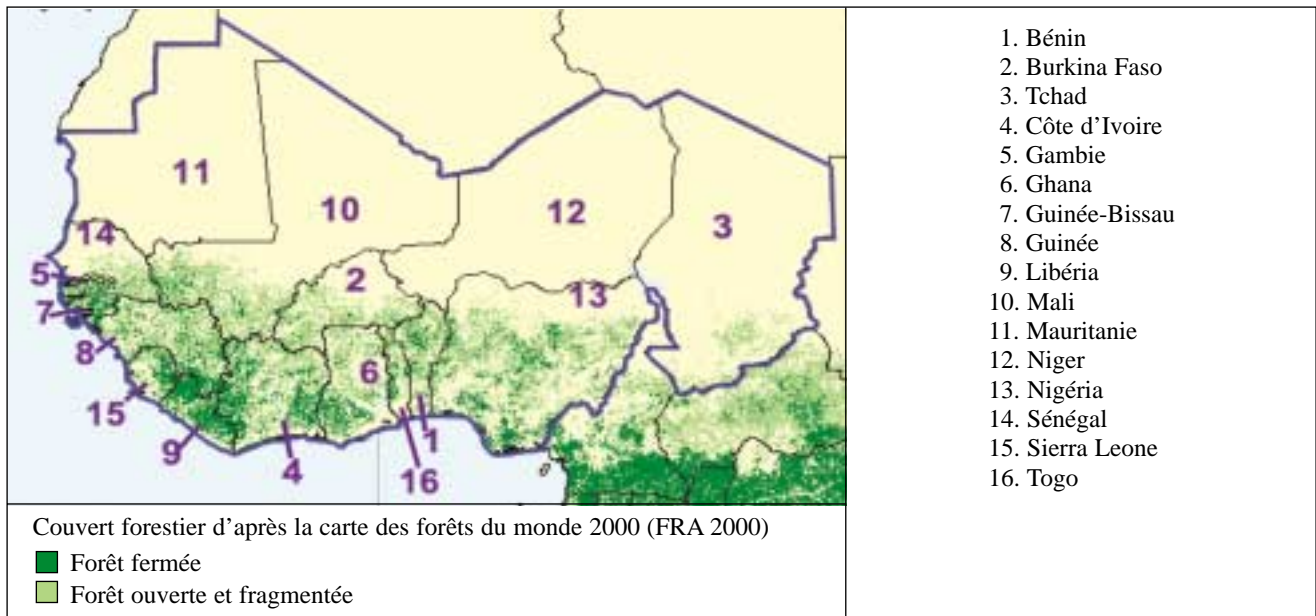 11
10
12
3
14
5
2
13
7
8
6
15
9
4
1
16
Couvert forestier d'après la carte des forêts du monde 2000 (FRA 2000)
Forêt fermée
Forêt ouverte et fragmentée
1. Bénin
2. Burkina Faso
3. Tchad
4. Côte d'Ivoire
5. Gambie
6. Ghana
7. Guinée-Bissau
8. Guinée
9. Libéria
10. Mali
11. Mauritanie
12. Niger
13. Nigéria
14. Sénégal
15. Sierra Leone
16. Togo